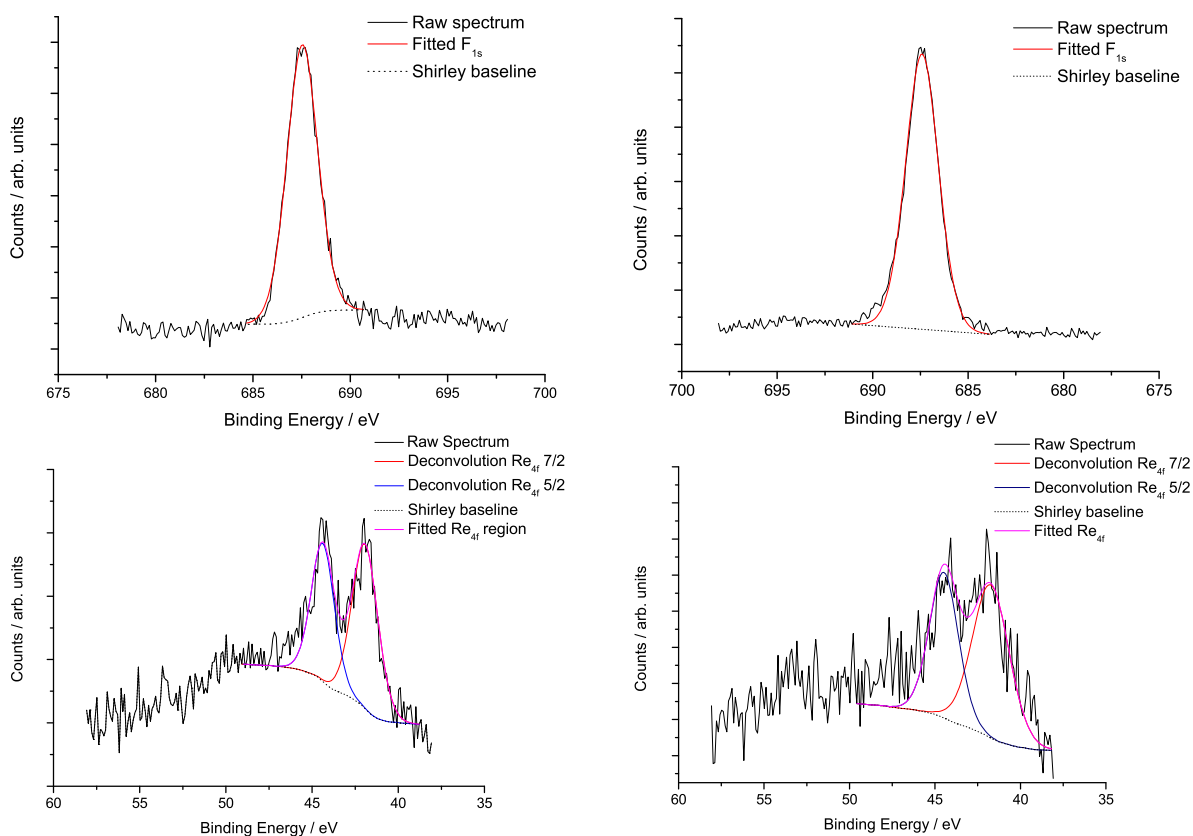 Raw spectrum
Fitted F1s
Shirley baseline
Counts / arb. units
675 680 685 690 695 700
Binding Energy / eV
Raw spectrum
Fitted F1s
Shirley baseline
Counts / arb. units
700 695 690 685 680 675
Binding Energy / eV
Raw Spectrum
Deconvolution Re4f 7/2
Deconvolution Re4f 5/2
Shirley baseline
Fitted Re4f region
Counts / arb. units
60 55 50 45 40 35
Binding Energy / eV
Raw Spectrum
Deconvolution Re4f 7/2
Deconvolution Re4f 5/2
Shirley baseline
Fitted Re4f
Counts / arb. units
60 55 50 45 40 35
Binding Energy / eV